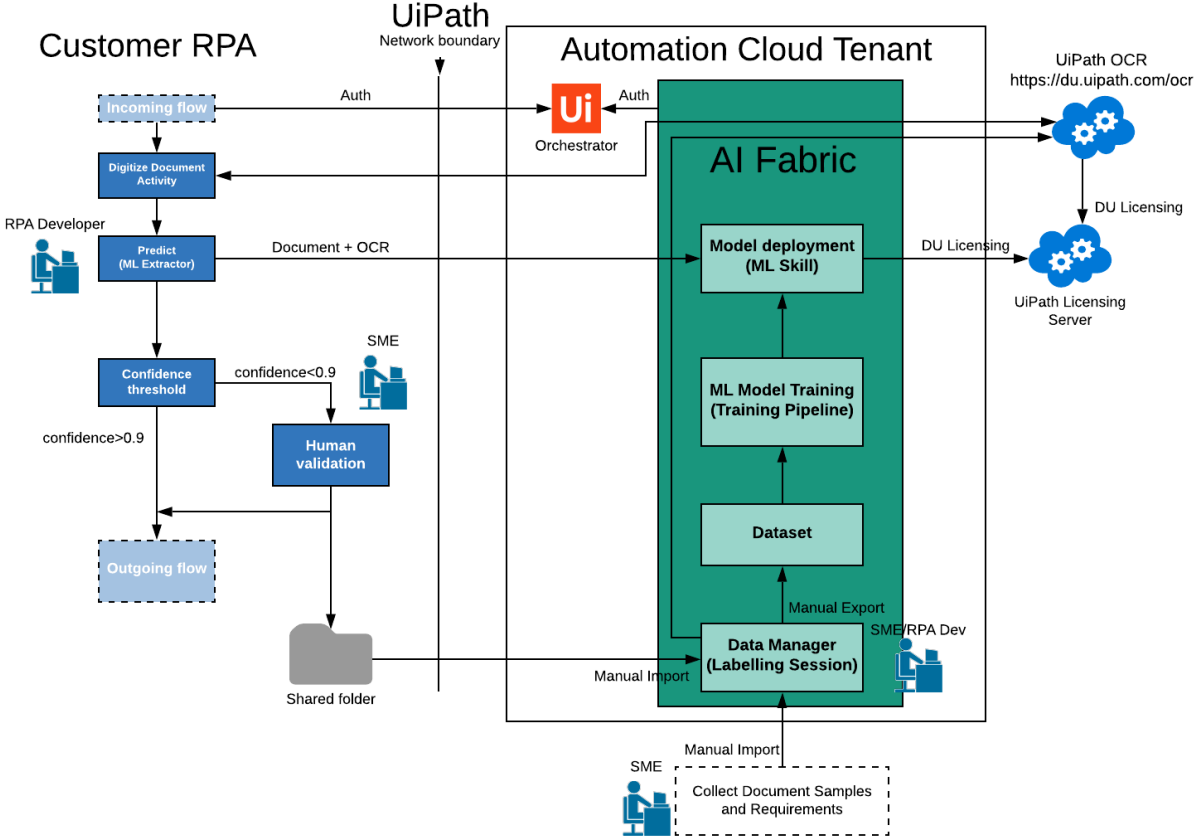 UiPath
Network boundary
Customer RPA
Automation Cloud Tenant
UiPath OCR
https://du.uipath.com/ocr
Incoming flow
Auth
Ui
Auth
Orchestrator
AI Fabric
Digitize Document
Activity
DU Licensing
RPA Developer
Predict
(ML Extractor)
Document + OCR
Model deployment
(ML Skill)
DU Licensing
UiPath Licensing
Server
SME
Confidence
threshold
confidence<0.9
ML Model Training
(Training Pipeline)
confidence>0.9
Human
validation
Dataset
Outgoing flow
Manual Export
SME/RPA Dev
Data Manager
(Labelling Session)
Manual Import
Shared folder
Manual Import
SME
Collect Document Samples
and Requirements